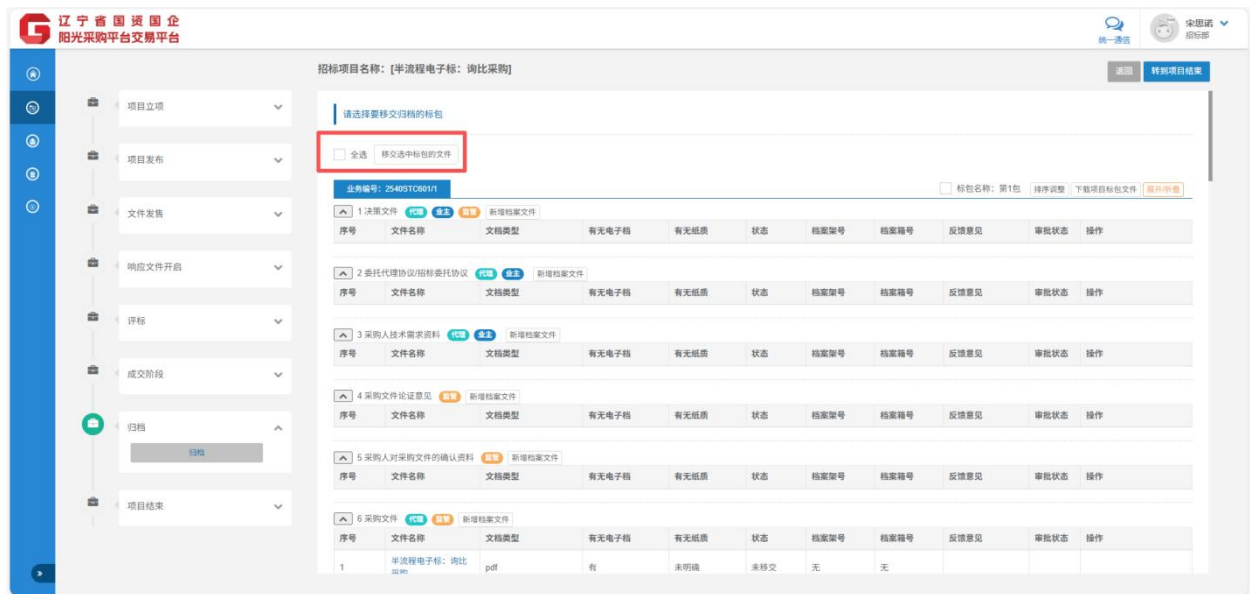 辽宁省国资国企
阳光采购平台交易平台
统一通信
宋思诺
招标部
招标项目名称：[半流程电子标：询比采购]
返回
转到项目结束
项目立项
项目发布
文件发售
响应文件开启
评标
成交阶段
归档
归档
项目结束
请选择要移交归档的标包
全选 移交选中标包的文件
业务编号：2540STC601/1 标包名称：第1包 排序调整 下载项目标包文件 展开/折叠
1 决策文件 代理 业主 监管 新增档案文件
序号 文件名称 文档类型 有无电子档 有无纸质 状态 档案架号 档案箱号 反馈意见 审批状态 操作
2 委托代理协议/招标委托协议 代理 业主 新增档案文件
序号 文件名称 文档类型 有无电子档 有无纸质 状态 档案架号 档案箱号 反馈意见 审批状态 操作
3 采购人技术需求资料 代理 业主 新增档案文件
序号 文件名称 文档类型 有无电子档 有无纸质 状态 档案架号 档案箱号 反馈意见 审批状态 操作
4 采购文件论证意见 监管 新增档案文件
序号 文件名称 文档类型 有无电子档 有无纸质 状态 档案架号 档案箱号 反馈意见 审批状态 操作
5 采购人对采购文件的确认资料 监管 新增档案文件
序号 文件名称 文档类型 有无电子档 有无纸质 状态 档案架号 档案箱号 反馈意见 审批状态 操作
6 采购文件 代理 监管 新增档案文件
序号 文件名称 文档类型 有无电子档 有无纸质 状态 档案架号 档案箱号 反馈意见 审批状态 操作
1 半流程电子标：询比 pdf 有 未明确 未移交 无 无
采购